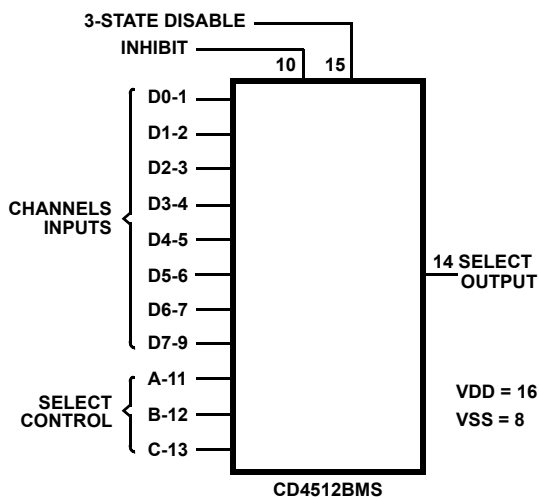 3-STATE DISABLE
INHIBIT
10 15
D0-1
D1-2
D2-3
D3-4
D4-5
D5-6
D6-7
D7-9
CHANNELS
INPUTS
A-11
B-12
C-13
SELECT
CONTROL
14 SELECT
OUTPUT
VDD = 16
VSS = 8
CD4512BMS